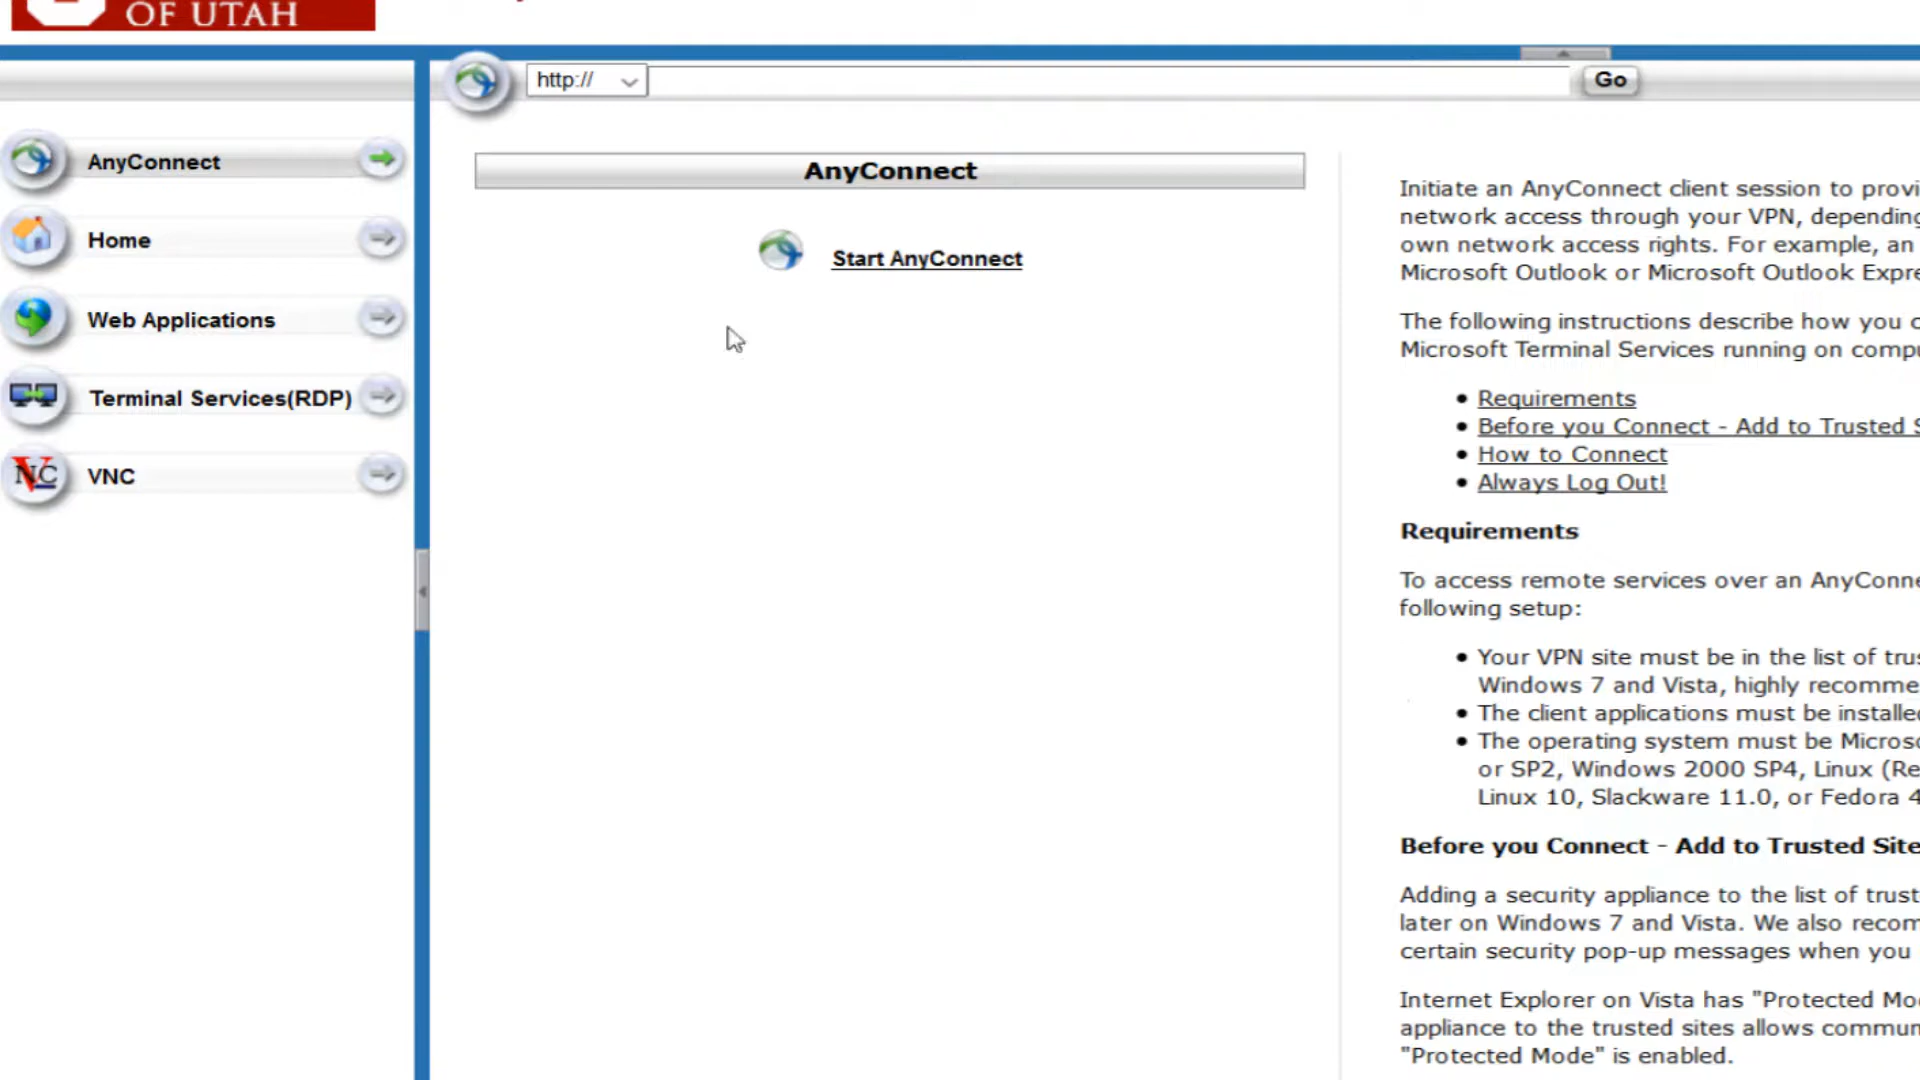 OF UTAH
http://
Go
AnyConnect
Home
Web Applications
Terminal Services(RDP)
VNC
AnyConnect
Start AnyConnect
Initiate an AnyConnect client session to provi
network access through your VPN, depending
own network access rights. For example, an
Microsoft Outlook or Microsoft Outlook Expre
The following instructions describe how you c
Microsoft Terminal Services running on compu
• Requirements
• Before you Connect - Add to Trusted S
• How to Connect
• Always Log Out!
Requirements
To access remote services over an AnyConne
following setup:
• Your VPN site must be in the list of trus
Windows 7 and Vista, highly recomme
• The client applications must be installed
• The operating system must be Microso
or SP2, Windows 2000 SP4, Linux (Re
Linux 10, Slackware 11.0, or Fedora 4
Before you Connect - Add to Trusted Site
Adding a security appliance to the list of trust
later on Windows 7 and Vista. We also recom
certain security pop-up messages when you
Internet Explorer on Vista has "Protected Mod
appliance to the trusted sites allows commun
"Protected Mode" is enabled.